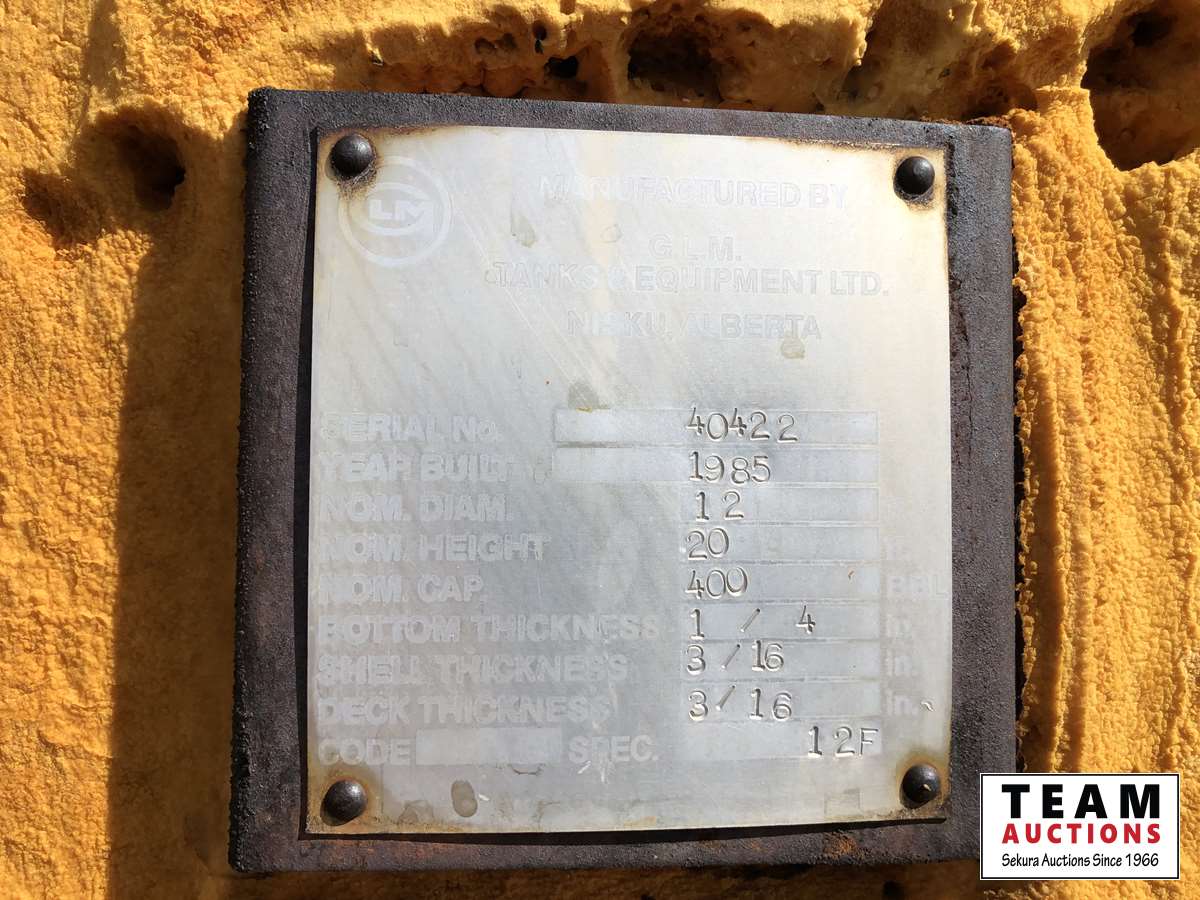 GLM
MANUFACTURED BY
G.L.M.
TANKS & EQUIPMENT LTD.
NISKU, ALBERTA
SERIAL No. 40422
YEAR BUILT 1985
NOM. DIAM. 12
NOM. HEIGHT 20
NOM. CAP. 400 BBL
BOTTOM THICKNESS 1/4 in.
SHELL THICKNESS 3/16 in.
DECK THICKNESS 3/16 in.
CODE SPEC. 12F
TEAM
AUCTIONS
Sekura Auctions Since 1966